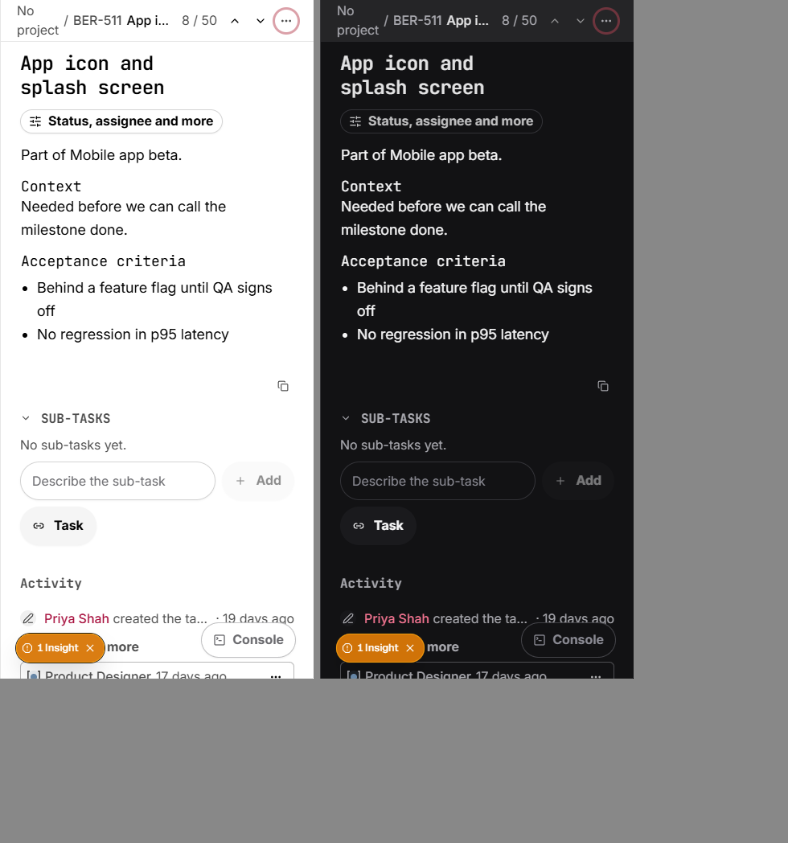 No
project / BER-511 App i... 8 / 50
App icon and
splash screen
Status, assignee and more
Part of Mobile app beta.
Context
Needed before we can call the
milestone done.
Acceptance criteria
• Behind a feature flag until QA signs
off
• No regression in p95 latency
SUB-TASKS
No sub-tasks yet.
Describe the sub-task
+ Add
Task
Activity
Priya Shah created the ta... · 19 days ago
1 Insight
more
Console
Product Designer 17 days ago
No
project / BER-511 App i... 8 / 50
App icon and
splash screen
Status, assignee and more
Part of Mobile app beta.
Context
Needed before we can call the
milestone done.
Acceptance criteria
• Behind a feature flag until QA signs
off
• No regression in p95 latency
SUB-TASKS
No sub-tasks yet.
Describe the sub-task
+ Add
Task
Activity
Priya Shah created the ta... · 19 days ago
1 Insight
more
Console
Product Designer 17 days ago